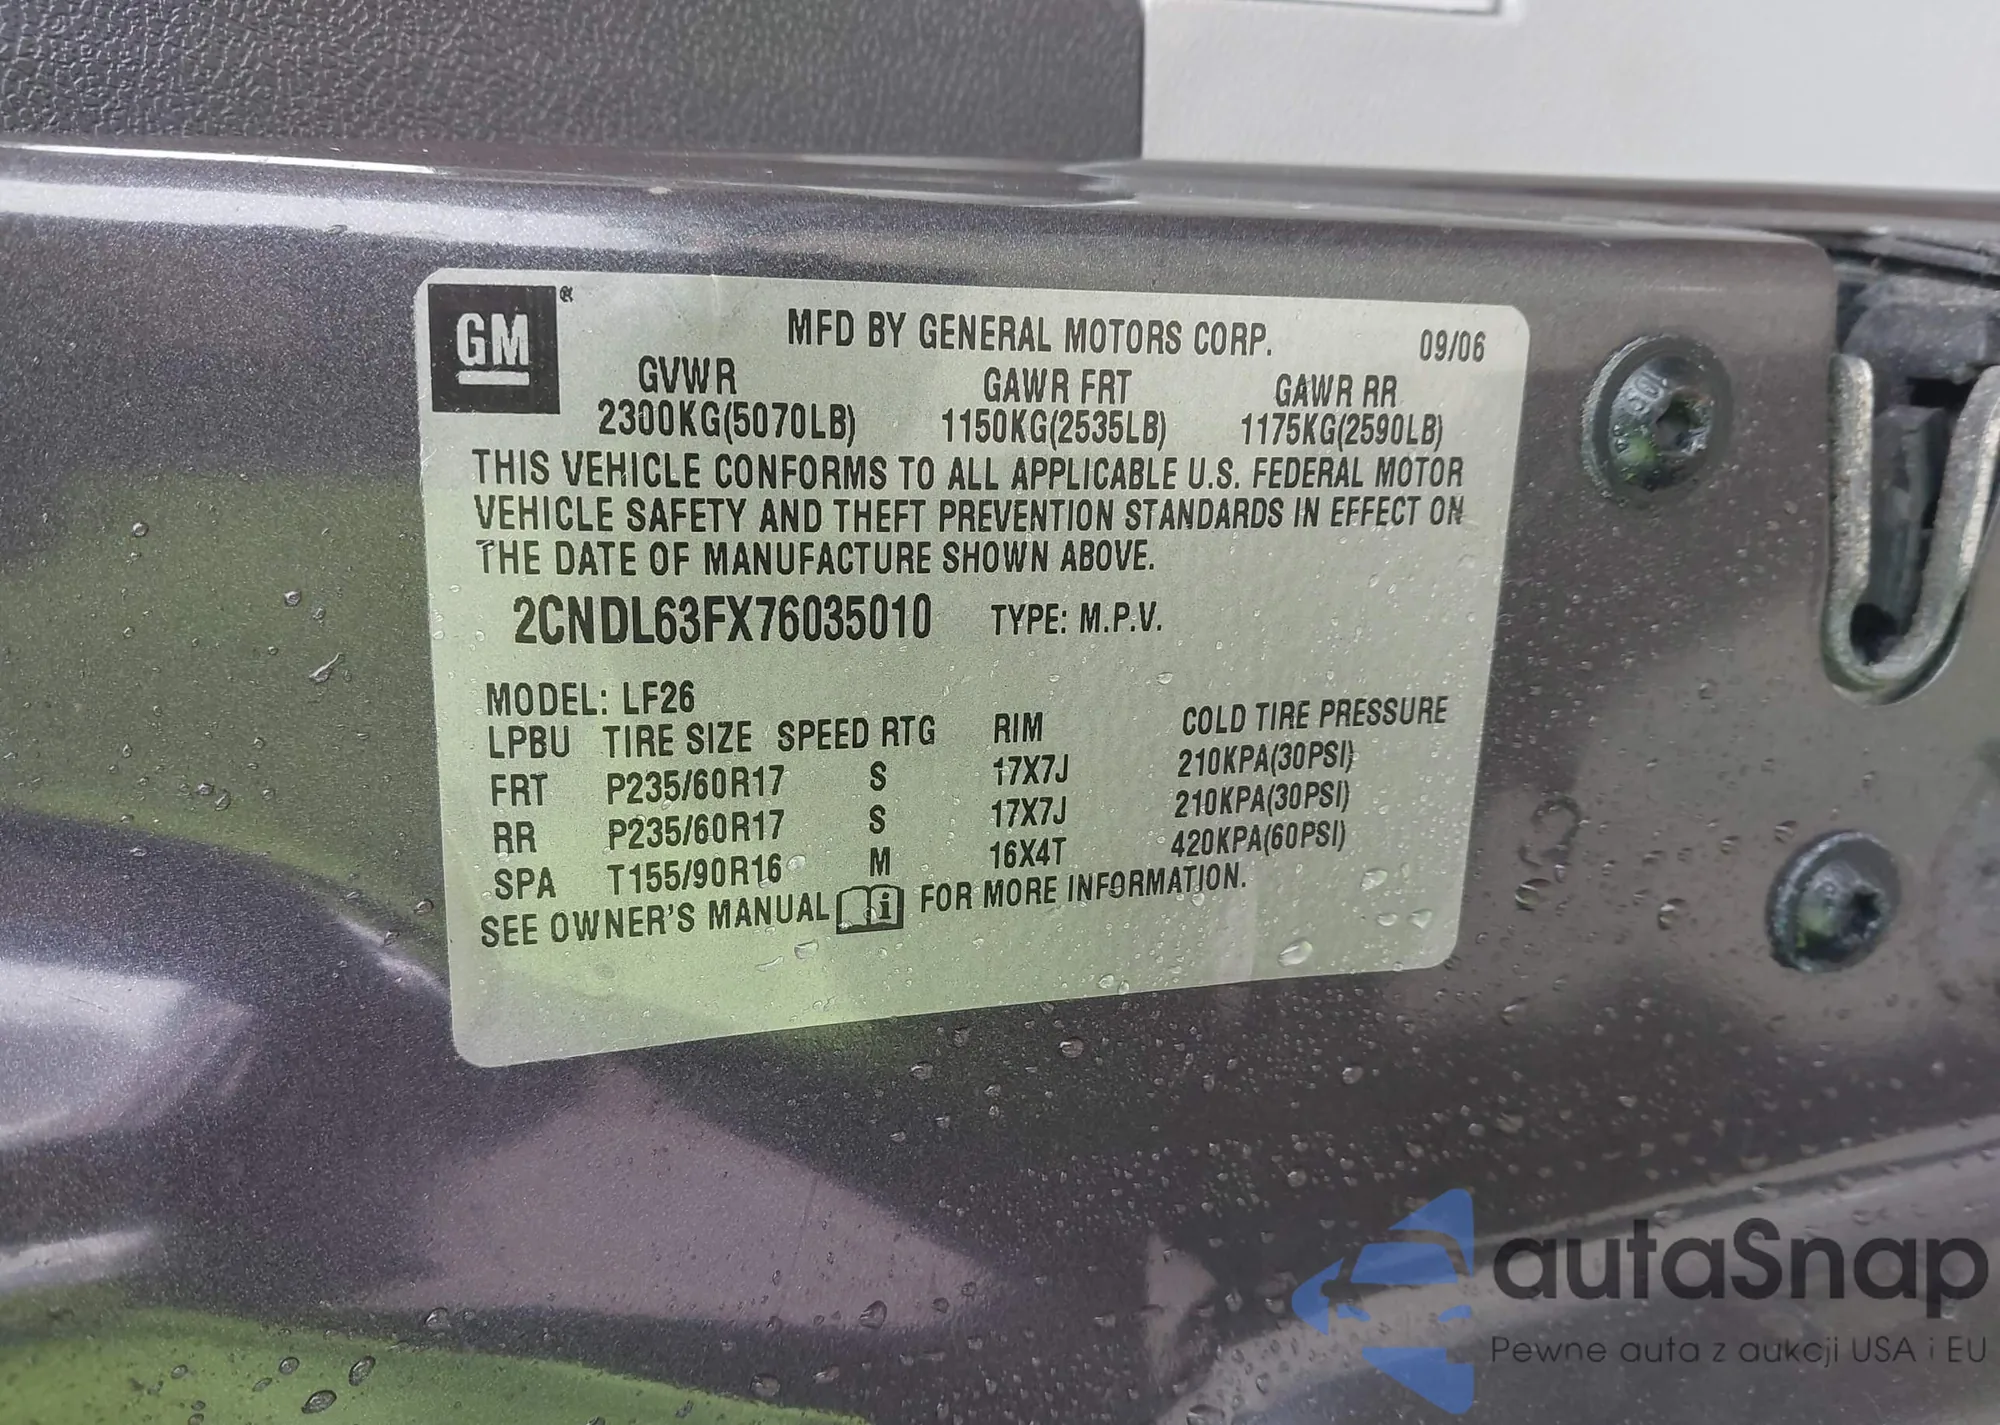 GM®
MFD BY GENERAL MOTORS CORP. 09/06
GVWR GAWR FRT GAWR RR
2300KG(5070LB) 1150KG(2535LB) 1175KG(2590LB)
THIS VEHICLE CONFORMS TO ALL APPLICABLE U.S. FEDERAL MOTOR
VEHICLE SAFETY AND THEFT PREVENTION STANDARDS IN EFFECT ON
THE DATE OF MANUFACTURE SHOWN ABOVE.
2CNDL63FX76035010 TYPE: M.P.V.
MODEL: LF26
LPBU TIRE SIZE SPEED RTG RIM COLD TIRE PRESSURE
FRT P235/60R17 S 17X7J 210KPA(30PSI)
RR P235/60R17 S 17X7J 210KPA(30PSI)
SPA T155/90R16 M 16X4T 420KPA(60PSI)
SEE OWNER'S MANUAL i FOR MORE INFORMATION.
autaSnap
Pewne auta z aukcji USA i EU